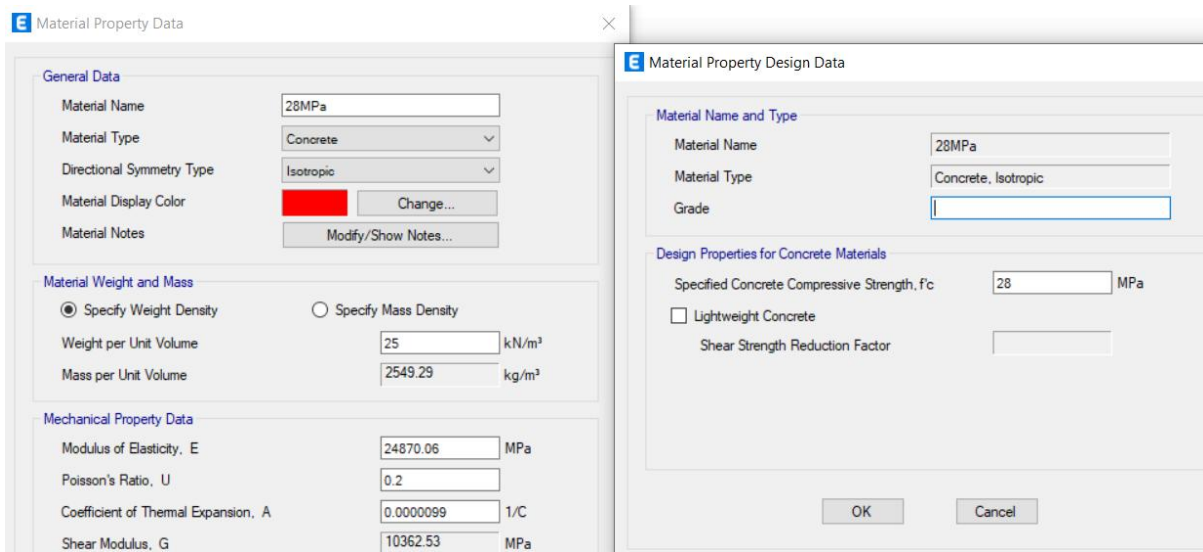 E Material Property Data
General Data
Material Name 28MPa
Material Type Concrete
Directional Symmetry Type Isotropic
Material Display Color Change...
Material Notes Modify/Show Notes...
Material Weight and Mass
Specify Weight Density Specify Mass Density
Weight per Unit Volume 25 kN/m³
Mass per Unit Volume 2549.29 kg/m³
Mechanical Property Data
Modulus of Elasticity, E 24870.06 MPa
Poisson's Ratio, U 0.2
Coefficient of Thermal Expansion, A 0.0000099 1/C
Shear Modulus, G 10362.53 MPa
E Material Property Design Data
Material Name and Type
Material Name 28MPa
Material Type Concrete, Isotropic
Grade
Design Properties for Concrete Materials
Specified Concrete Compressive Strength, f'c 28 MPa
Lightweight Concrete
Shear Strength Reduction Factor
OK Cancel